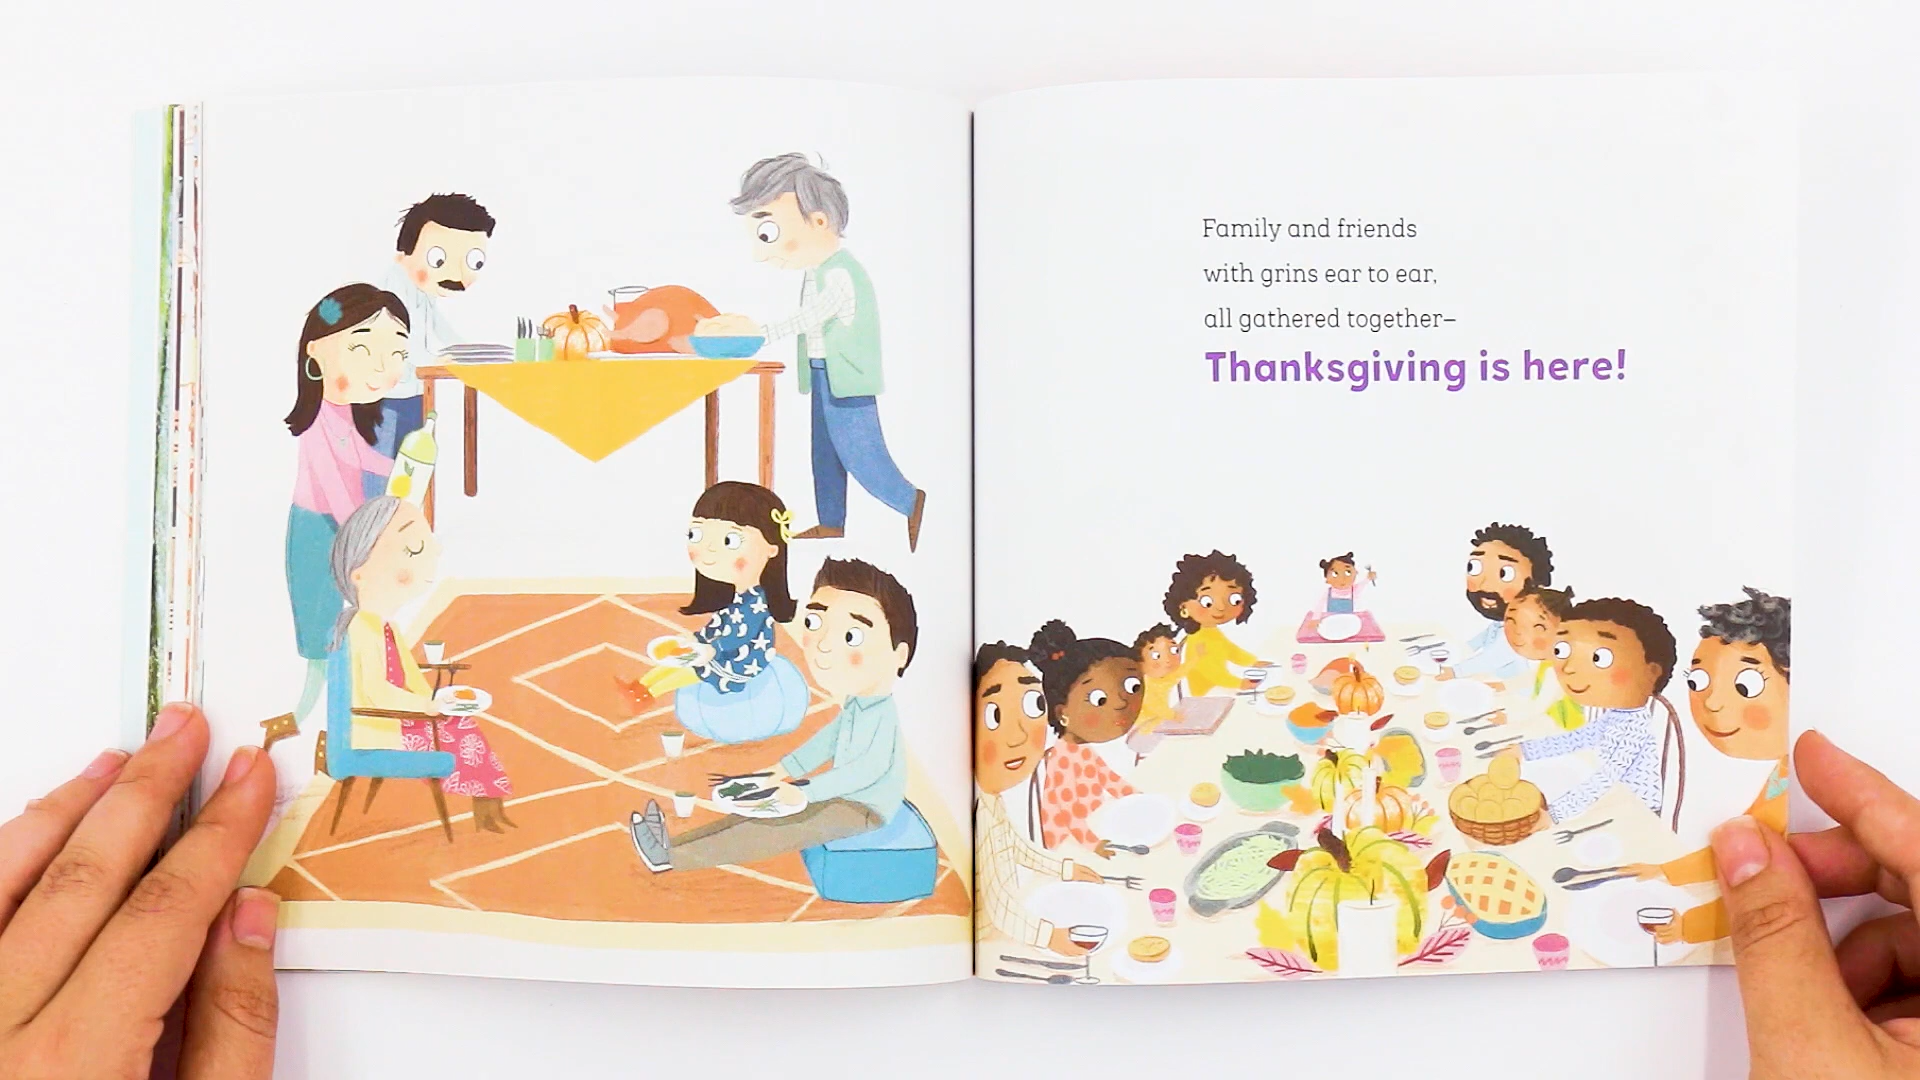 Family and friends
with grins ear to ear,
all gathered together—
Thanksgiving is here!